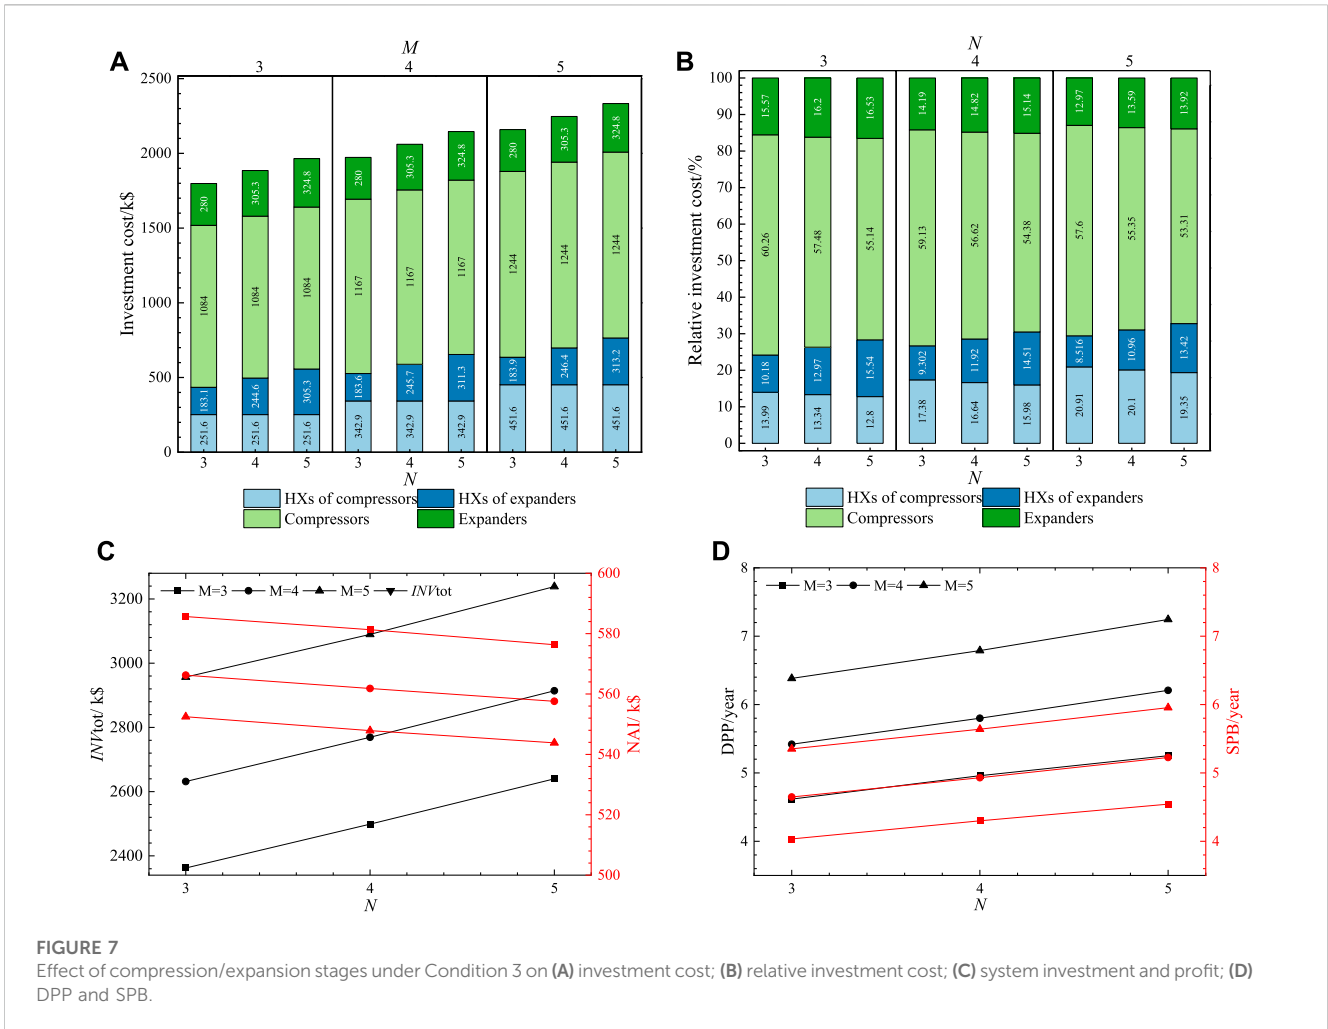 A
M
3 4 5
2500
2000
1500
1000
500
0
Investment cost/k$
280 305.3 324.8 280 305.3 324.8 280 305.3 324.8
1084 1084 1084 1167 1167 1167 1244 1244 1244
183.1 244.6 305.3 183.6 245.7 311.3 183.9 246.4 313.2
251.6 251.6 251.6 342.9 342.9 342.9 451.6 451.6 451.6
3 4 5 3 4 5 3 4 5
N
HXs of compressors HXs of expanders
Compressors Expanders
B
N
3 4 5
100
90
80
70
60
50
40
30
20
10
0
Relative investment cost/%
15.57 16.2 16.53 14.19 14.82 15.14 12.97 13.59 13.92
60.26 57.48 55.14 59.13 56.62 54.38 57.6 55.35 53.31
10.18 12.97 15.54 9.302 11.92 14.51 8.516 10.96 13.42
13.99 13.34 12.8 17.38 16.64 15.98 20.91 20.1 19.35
3 4 5 3 4 5 3 4 5
N
HXs of compressors HXs of expanders
Compressors Expanders
C
M=3 M=4 M=5 INVtot
3200
3000
2800
2600
2400
INVtot/ k$
600
580
560
540
520
500
NAI/ k$
3 4 5
N
D
M=3 M=4 M=5
8
7
6
5
4
DPP/year
8
7
6
5
4
SPB/year
3 4 5
N
FIGURE 7
Effect of compression/expansion stages under Condition 3 on (A) investment cost; (B) relative investment cost; (C) system investment and profit; (D)
DPP and SPB.